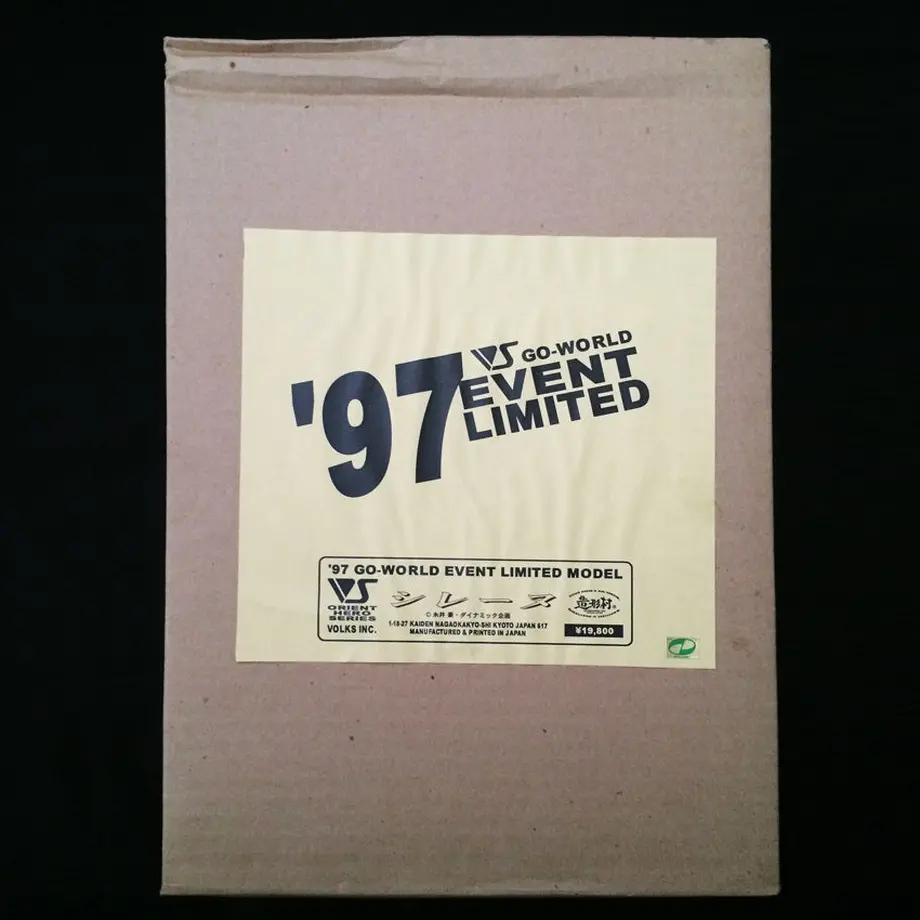 '97
VS GO-WORLD
EVENT
LIMITED
'97 GO-WORLD EVENT LIMITED MODEL
VS
ORIENT
HERO
SERIES
VOLKS INC.
シレーヌ
© 永井 豪・ダイナミック企画
1-18-27 KAIDEN NAGAOKAKYO-SHI KYOTO JAPAN 617
MANUFACTURED & PRINTED IN JAPAN
造形村
¥19,800